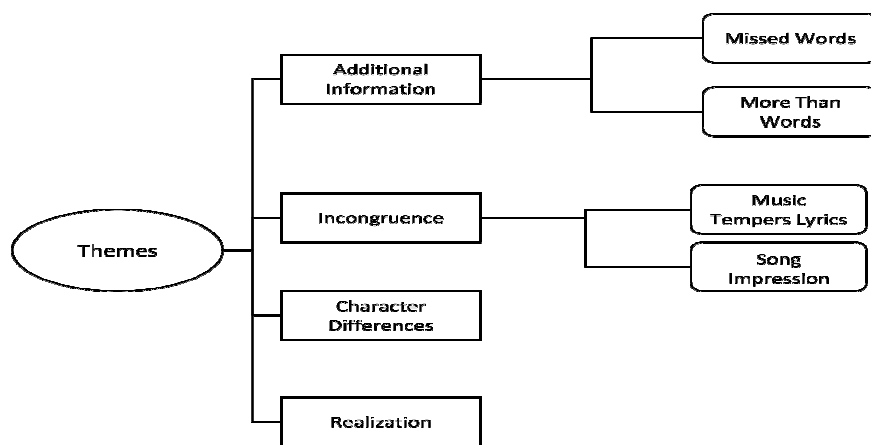 Themes
Additional
Information
Missed Words
More Than
Words
Incongruence
Music
Tempers Lyrics
Song
Impression
Character
Differences
Realization